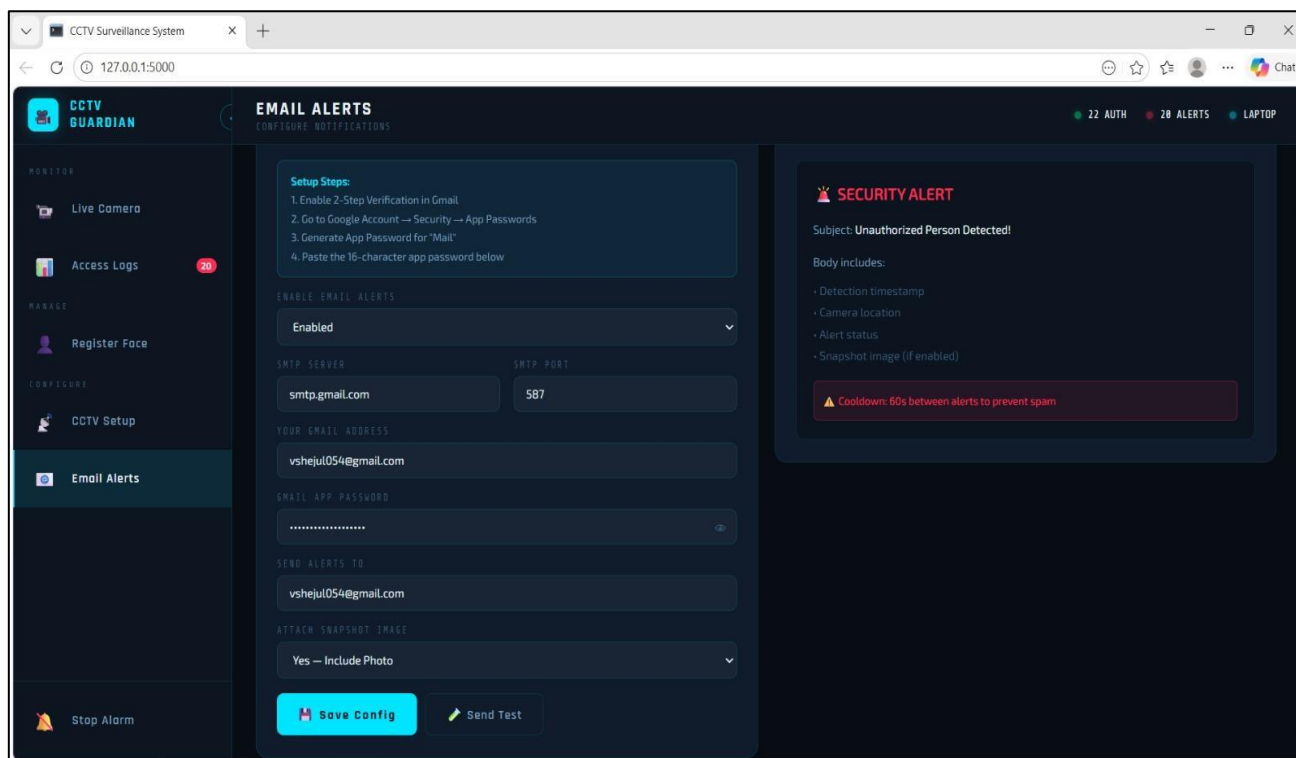 CCTV Surveillance System
127.0.0.1:5000
Chat
CCTV
GUARDIAN
EMAIL ALERTS
CONFIGURE NOTIFICATIONS
22 AUTH
20 ALERTS
LAPTOP
MONITOR
Live Camera
Access Logs
20
MANAGE
Register Face
CONFIGURE
CCTV Setup
Email Alerts
Stop Alarm
Setup Steps:
1. Enable 2-Step Verification in Gmail
2. Go to Google Account → Security → App Passwords
3. Generate App Password for "Mail"
4. Paste the 16-character app password below
ENABLE EMAIL ALERTS
Enabled
SMTP SERVER
SMTP PORT
smtp.gmail.com
587
YOUR GMAIL ADDRESS
vshejul054@gmail.com
GMAIL APP PASSWORD
••••••••••••••••••
SEND ALERTS TO
vshejul054@gmail.com
ATTACH SNAPSHOT IMAGE
Yes — Include Photo
Save Config
Send Test
SECURITY ALERT
Subject: Unauthorized Person Detected!
Body includes:
• Detection timestamp
• Camera location
• Alert status
• Snapshot image (if enabled)
Cooldown: 60s between alerts to prevent spam